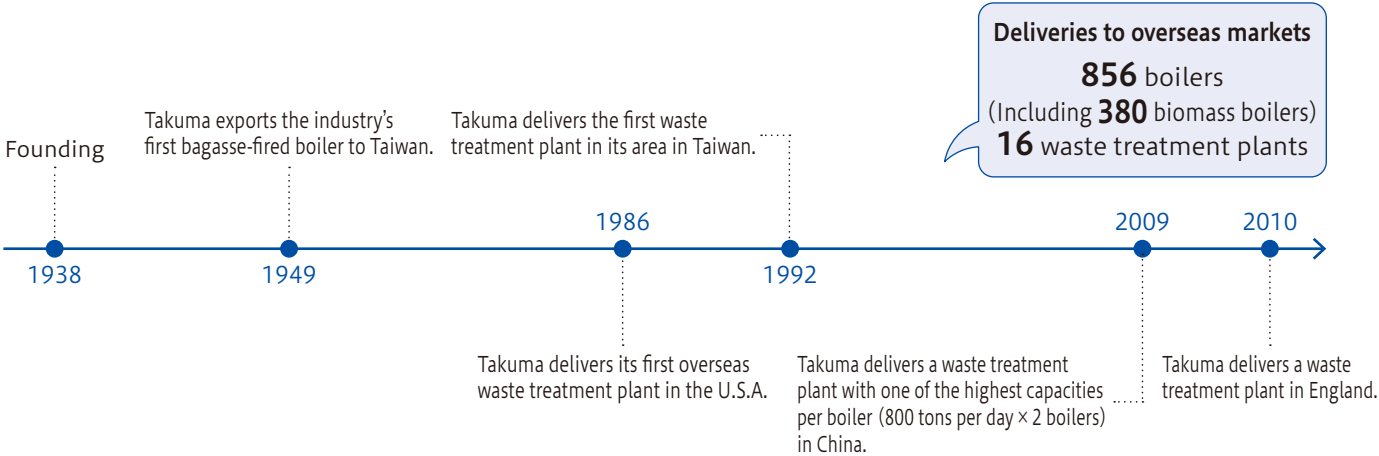 Deliveries to overseas markets
856 boilers
(Including 380 biomass boilers)
16 waste treatment plants
Founding
Takuma exports the industry's
first bagasse-fired boiler to Taiwan.
Takuma delivers the first waste
treatment plant in its area in Taiwan.
1938
1949
1986
1992
2009
2010
Takuma delivers its first overseas
waste treatment plant in the U.S.A.
Takuma delivers a waste treatment
plant with one of the highest capacities
per boiler (800 tons per day × 2 boilers)
in China.
Takuma delivers a waste
treatment plant in England.